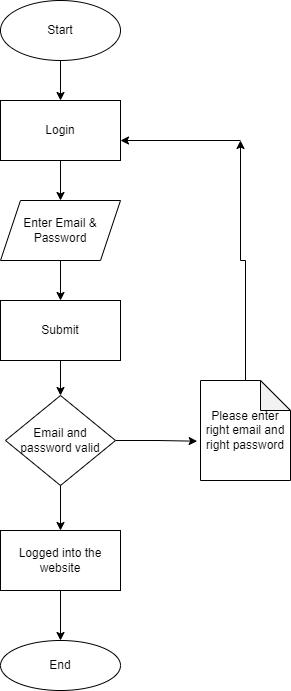 Start
Login
Enter Email &
Password
Submit
Email and
password valid
Please enter
right email and
right password
Logged into the
website
End